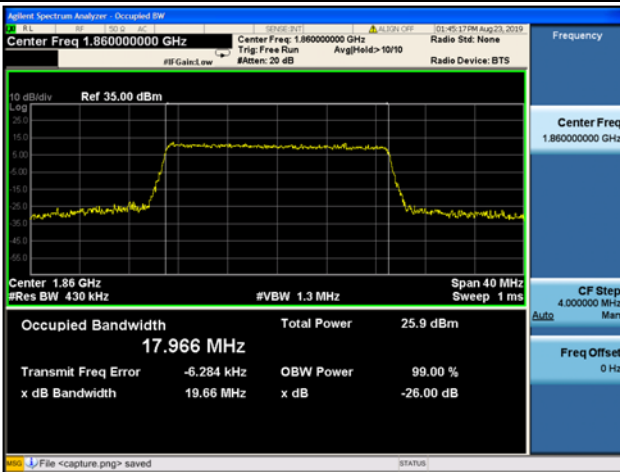 Agilent Spectrum Analyzer - Occupied BW
RL RF 50 Ω AC SENSE:INT ALIGN OFF 01:45:17PM Aug 23, 2019
Center Freq 1.860000000 GHz
Center Freq: 1.860000000 GHz
Radio Std: None
Trig: Free Run Avg|Hold:>10/10
#IFGain:Low #Atten: 20 dB Radio Device: BTS
10 dB/div Ref 35.00 dBm
Log
25.0
15.0
5.00
-5.00
-15.0
-25.0
-35.0
-45.0
-55.0
Center 1.86 GHz Span 40 MHz
#Res BW 430 kHz #VBW 1.3 MHz Sweep 1 ms
Occupied Bandwidth Total Power 25.9 dBm
17.966 MHz
Transmit Freq Error -6.284 kHz OBW Power 99.00 %
x dB Bandwidth 19.66 MHz x dB -26.00 dB
MSG File <capture.png> saved STATUS
Frequency
Center Freq
1.860000000 GHz
CF Step
4.000000 MHz
Auto Man
Freq Offset
0 Hz